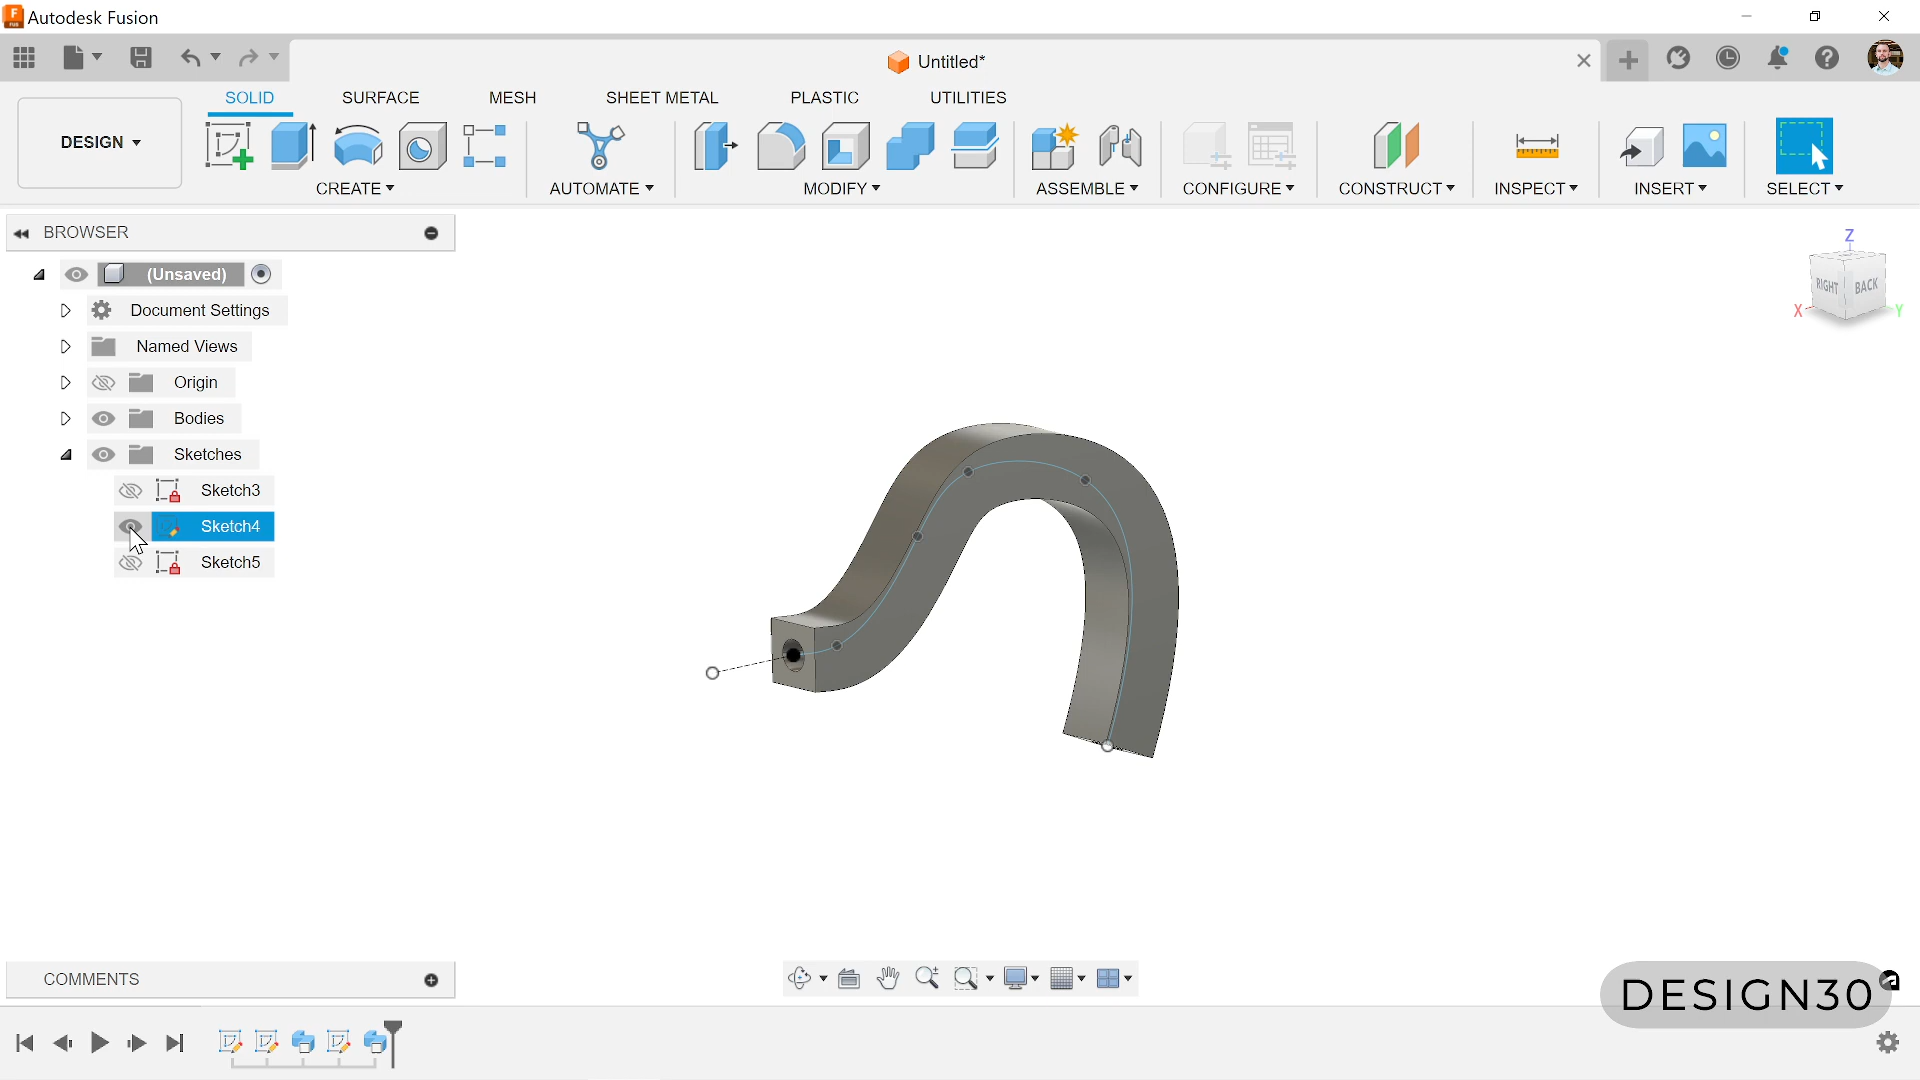 Autodesk Fusion
Untitled*
SOLID SURFACE MESH SHEET METAL PLASTIC UTILITIES
DESIGN
CREATE AUTOMATE MODIFY ASSEMBLE CONFIGURE CONSTRUCT INSPECT INSERT SELECT
BROWSER
(Unsaved)
Document Settings
Named Views
Origin
Bodies
Sketches
Sketch3
Sketch4
Sketch5
Z
RIGHT BACK
X Y
COMMENTS
DESIGN30